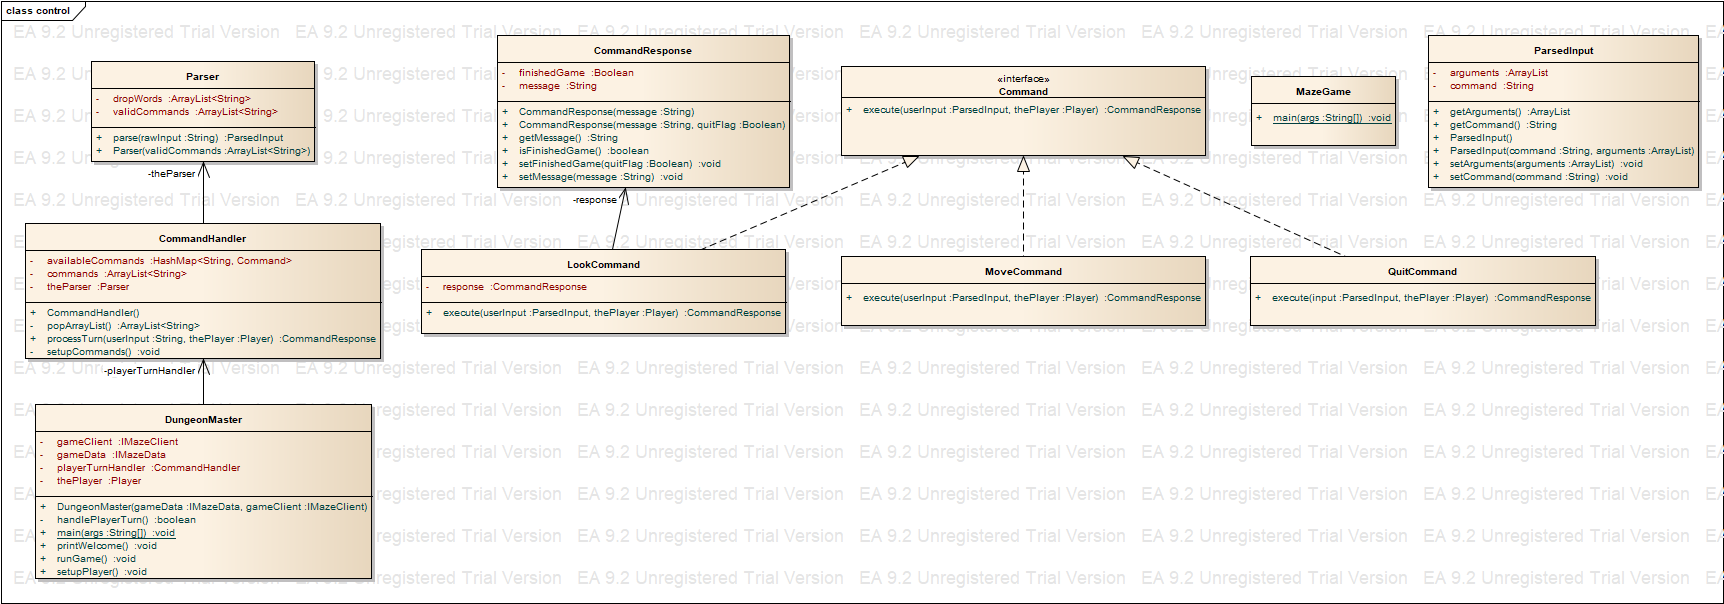 class control
EA 9.2 Unregistered Trial Version
Parser
- dropWords :ArrayList<String>
- validCommands :ArrayList<String>
+ parse(rawInput :String) :ParsedInput
+ Parser(validCommands :ArrayList<String>)
-theParser
CommandHandler
- availableCommands :HashMap<String, Command>
- commands :ArrayList<String>
- theParser :Parser
+ CommandHandler()
- popArrayList() :ArrayList<String>
+ processTurn(userInput :String, thePlayer :Player) :CommandResponse
- setupCommands() :void
-playerTurnHandler
DungeonMaster
- gameClient :IMazeClient
- gameData :IMazeData
- playerTurnHandler :CommandHandler
- thePlayer :Player
+ DungeonMaster(gameData :IMazeData, gameClient :IMazeClient)
- handlePlayerTurn() :boolean
+ main(args :String[]) :void
+ printWelcome() :void
+ runGame() :void
+ setupPlayer() :void
CommandResponse
- finishedGame :Boolean
- message :String
+ CommandResponse(message :String)
+ CommandResponse(message :String, quitFlag :Boolean)
+ getMessage() :String
+ isFinishedGame() :boolean
+ setFinishedGame(quitFlag :Boolean) :void
+ setMessage(message :String) :void
-response
LookCommand
- response :CommandResponse
+ execute(userInput :ParsedInput, thePlayer :Player) :CommandResponse
«interface»
Command
+ execute(userInput :ParsedInput, thePlayer :Player) :CommandResponse
MoveCommand
+ execute(userInput :ParsedInput, thePlayer :Player) :CommandResponse
MazeGame
+ main(args :String[]) :void
QuitCommand
+ execute(input :ParsedInput, thePlayer :Player) :CommandResponse
ParsedInput
- arguments :ArrayList
- command :String
+ getArguments() :ArrayList
+ getCommand() :String
+ ParsedInput()
+ ParsedInput(command :String, arguments :ArrayList)
+ setArguments(arguments :ArrayList) :void
+ setCommand(command :String) :void